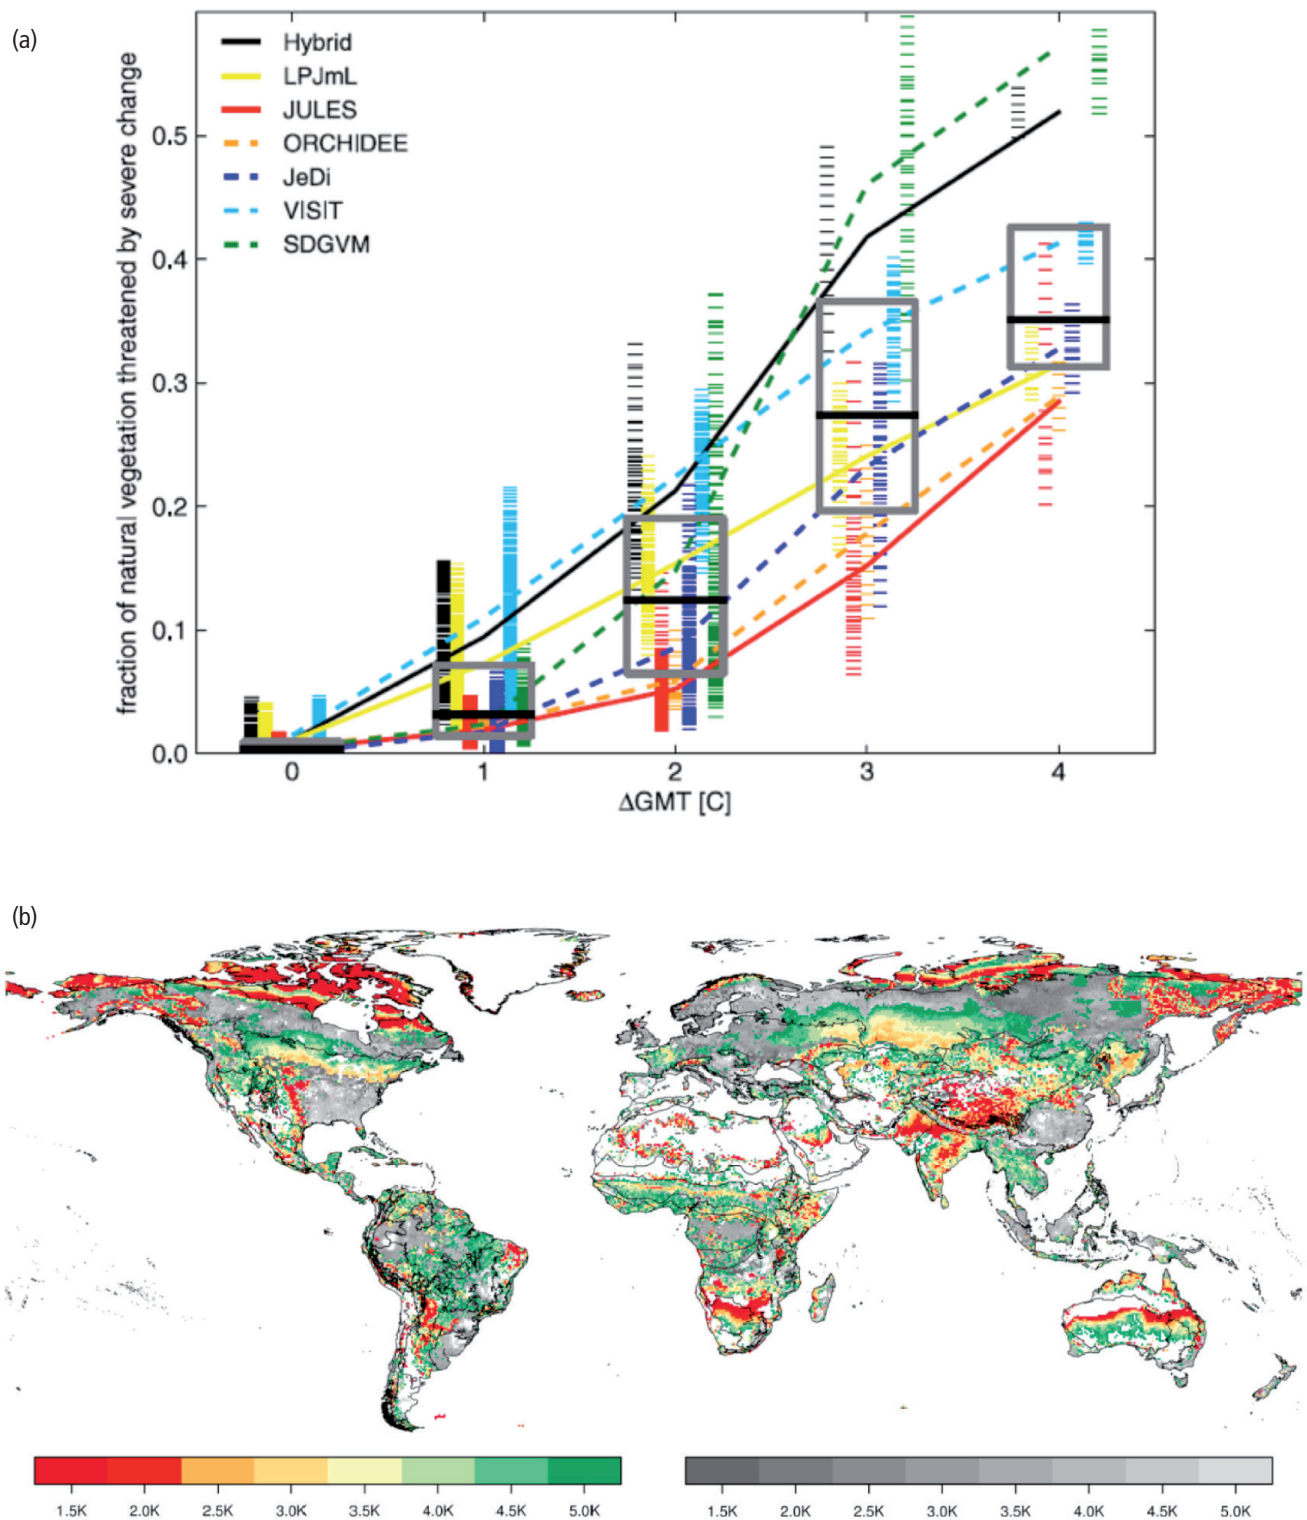 (a)
fraction of natural vegetation threatened by severe change
Hybrid
LPJmL
JULES
ORCHIDEE
JeDi
VISIT
SDGVM
0.5
0.4
0.3
0.2
0.1
0.0
0 1 2 3 4
ΔGMT [C]
(b)
1.5K 2.0K 2.5K 3.0K 3.5K 4.0K 4.5K 5.0K
1.5K 2.0K 2.5K 3.0K 3.5K 4.0K 4.5K 5.0K